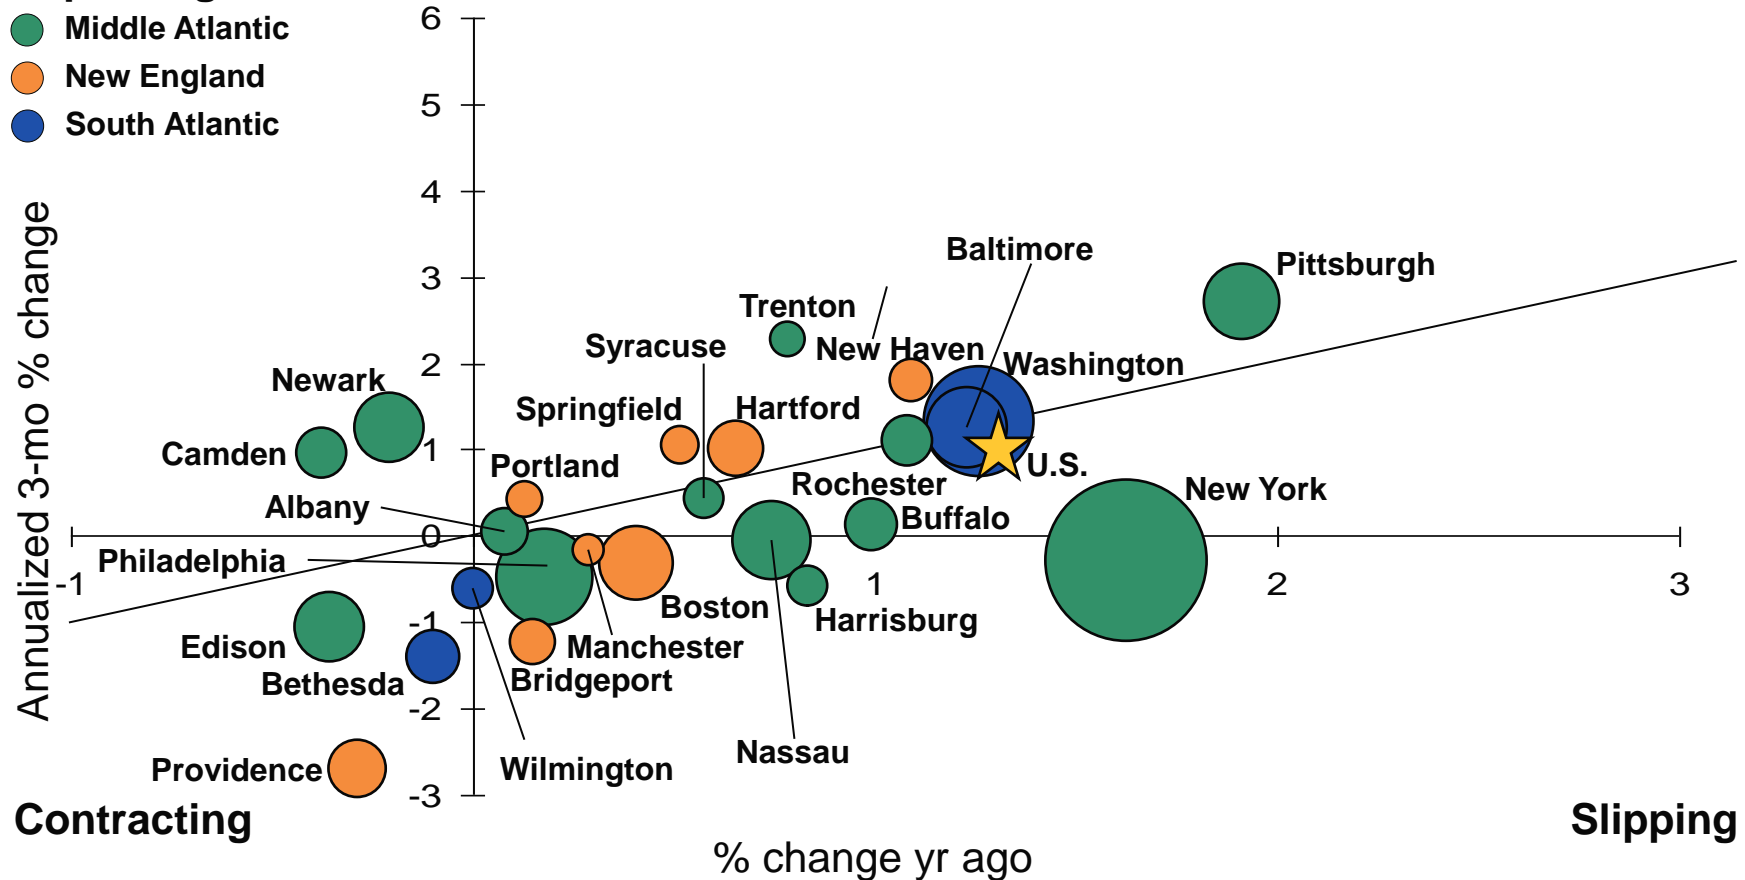 Middle Atlantic
New England
South Atlantic
Annualized 3-mo % change
6
5
4
3
2
1
0
-1
-2
-3
-1
1
2
3
Baltimore
Pittsburgh
Trenton
Syracuse
New Haven
Washington
Newark
Springfield
Hartford
Camden
Portland
U.S.
Rochester
New York
Albany
Buffalo
Philadelphia
Boston
Harrisburg
Edison
Manchester
Bethesda
Bridgeport
Nassau
Providence
Wilmington
Contracting
Slipping
% change yr ago